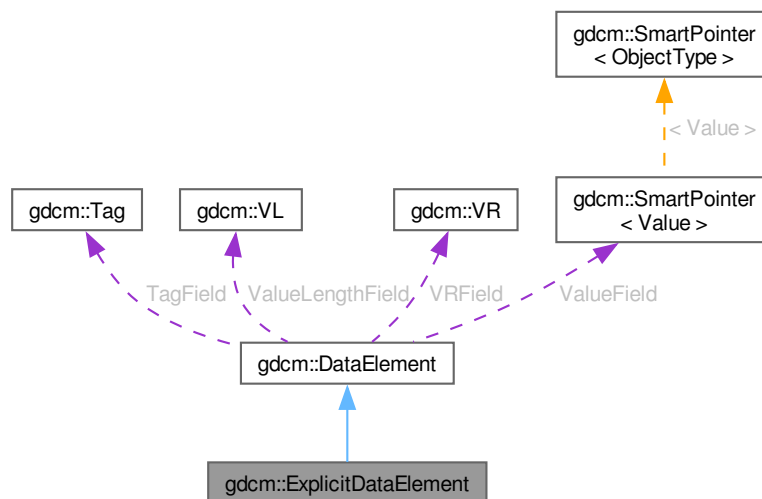 gdcm::SmartPointer
< ObjectType >
< Value >
gdcm::Tag
gdcm::VL
gdcm::VR
gdcm::SmartPointer
< Value >
TagField
ValueLengthField
VRField
ValueField
gdcm::DataElement
gdcm::ExplicitDataElement